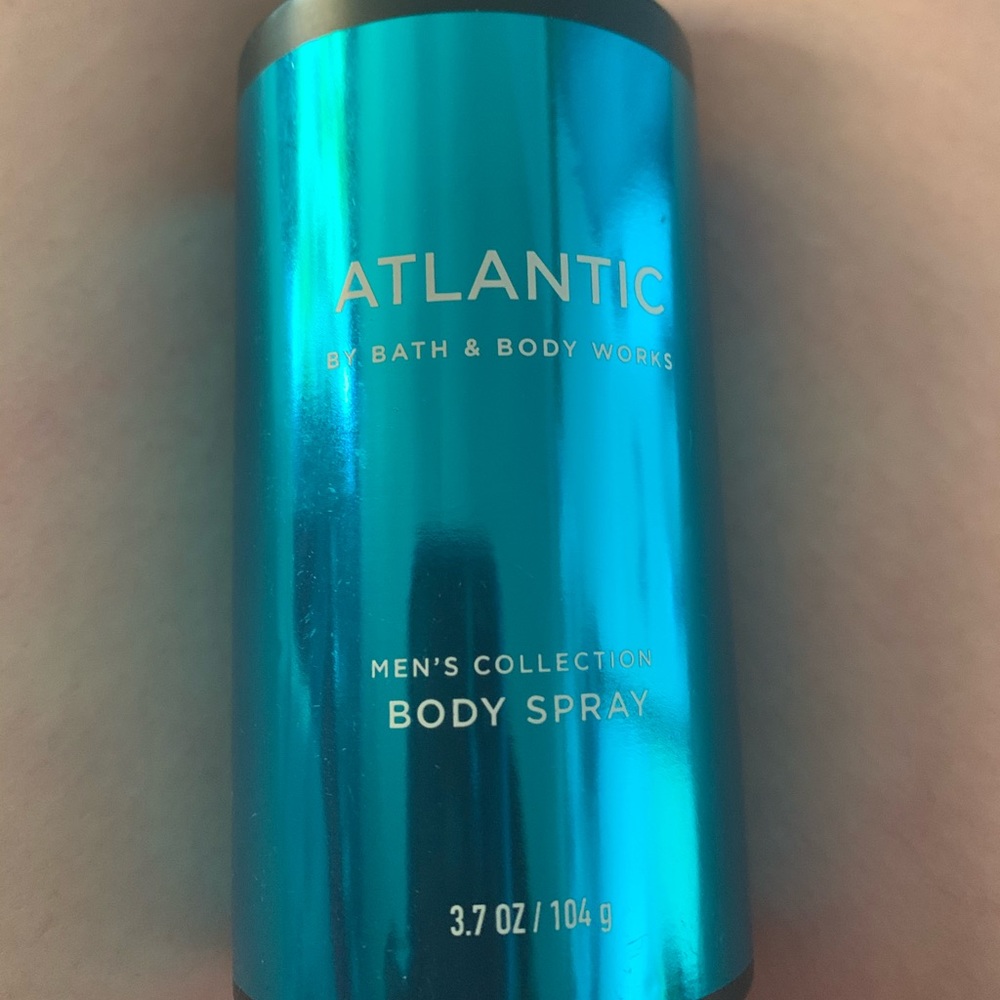 ATLANTIC
BY BATH & BODY WORKS
MEN'S COLLECTION
BODY SPRAY
3.7 OZ / 104 g